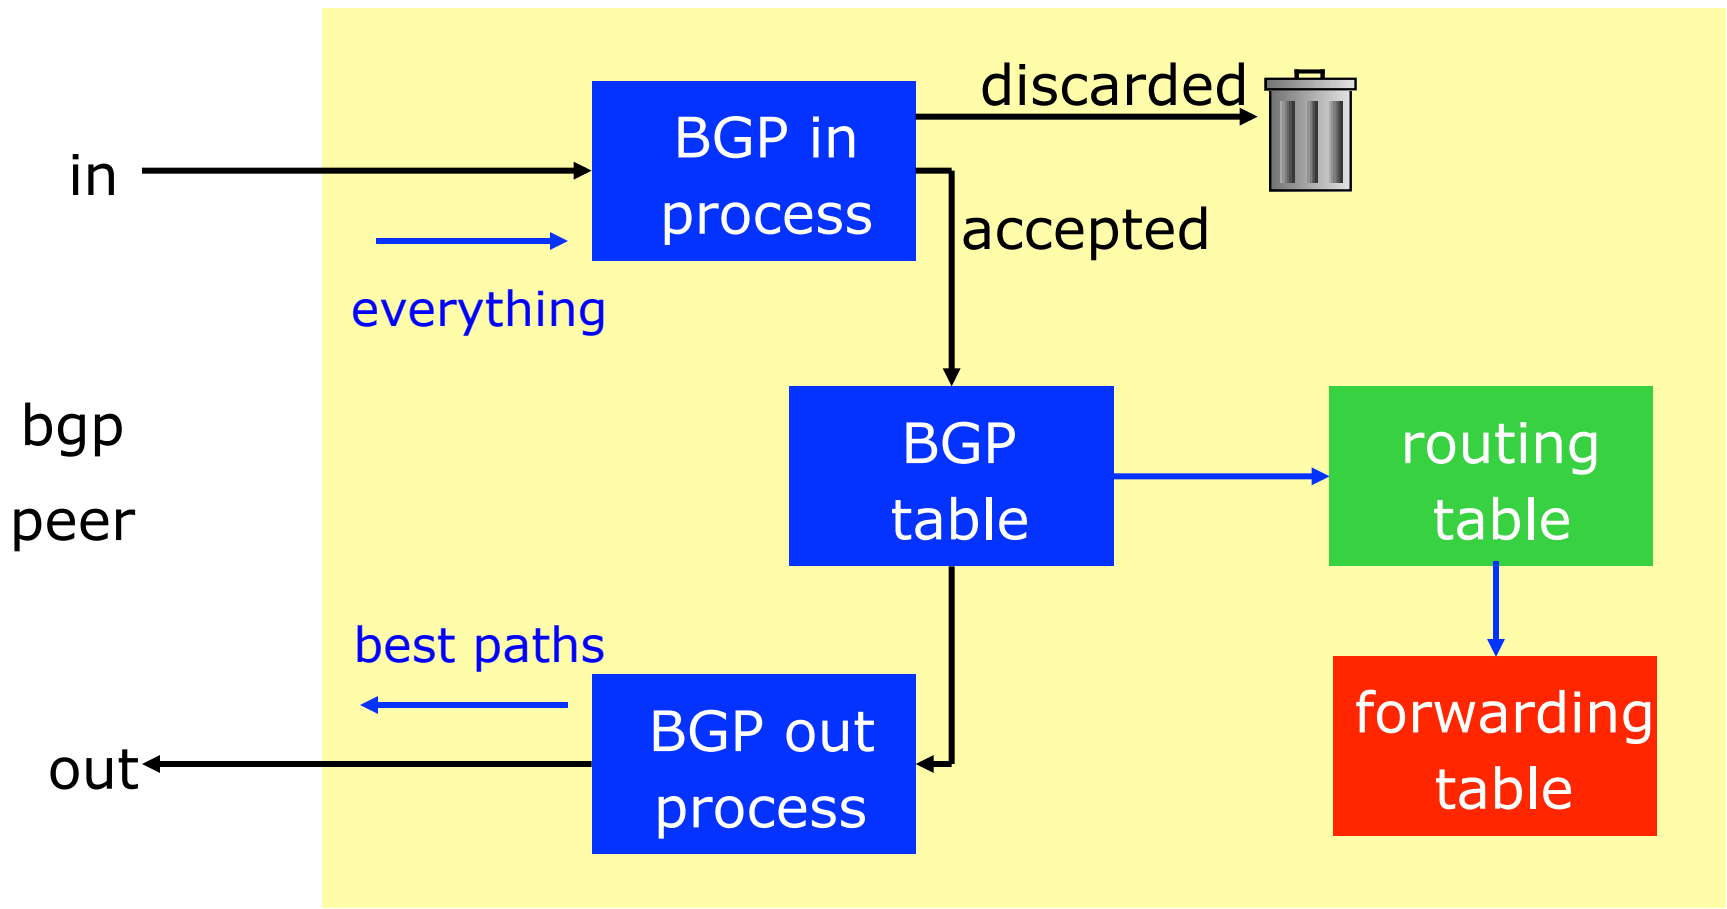 discarded
BGP in
process
in
accepted
everything
bgp
peer
BGP
table
routing
table
best paths
BGP out
process
out
forwarding
table